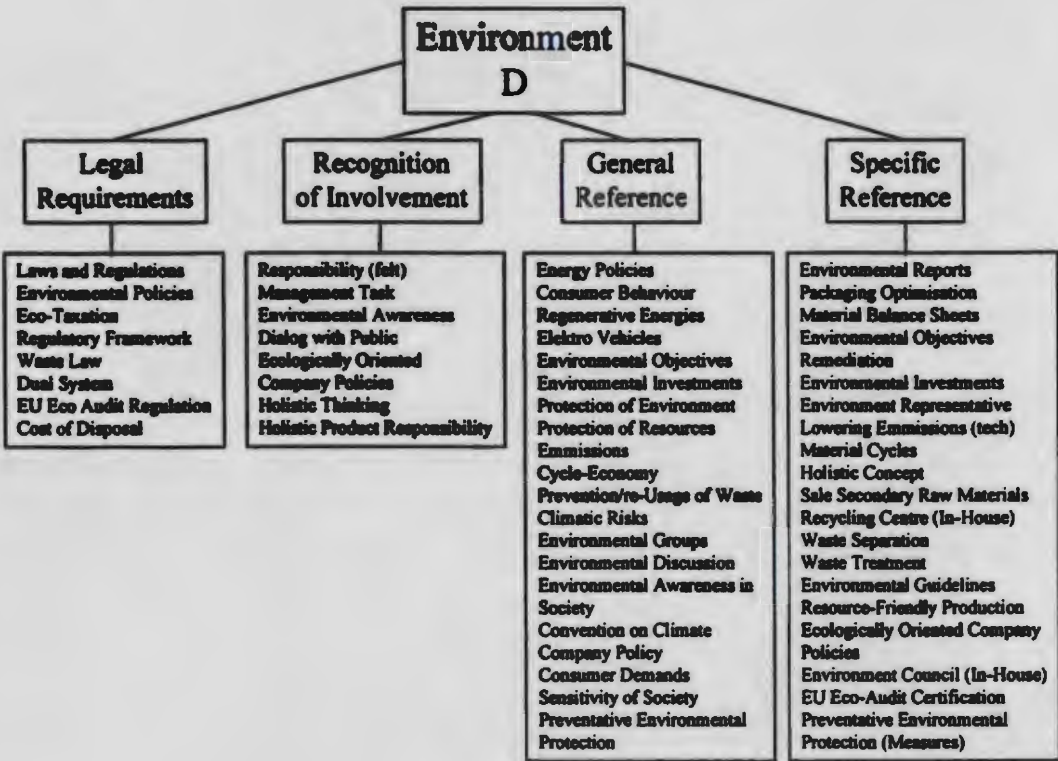 Environment
D
Legal
Requirements
Recognition
of Involvement
General
Reference
Specific
Reference
Laws and Regulations
Environmental Policies
Eco-Taxation
Regulatory Framework
Waste Law
Dual System
EU Eco Audit Regulation
Cost of Disposal
Responsibility (felt)
Management Task
Environmental Awareness
Dialog with Public
Ecologically Oriented
Company Policies
Holistic Thinking
Holistic Product Responsibility
Energy Policies
Consumer Behaviour
Regenerative Energies
Elektro Vehicles
Environmental Objectives
Environmental Investments
Protection of Environment
Protection of Resources
Emmissions
Cycle-Economy
Prevention/re-Usage of Waste
Climatic Risks
Environmental Groups
Environmental Discussion
Environmental Awareness in
Society
Convention on Climate
Company Policy
Consumer Demands
Sensitivity of Society
Preventative Environmental
Protection
Environmental Reports
Packaging Optimisation
Material Balance Sheets
Environmental Objectives
Remediation
Environmental Investments
Environment Representative
Lowering Emmissions (tech)
Material Cycles
Holistic Concept
Sale Secondary Raw Materials
Recycling Centre (In-House)
Waste Separation
Waste Treatment
Environmental Guidelines
Resource-Friendly Production
Ecologically Oriented Company
Policies
Environment Council (In-House)
EU Eco-Audit Certification
Preventative Environmental
Protection (Measures)